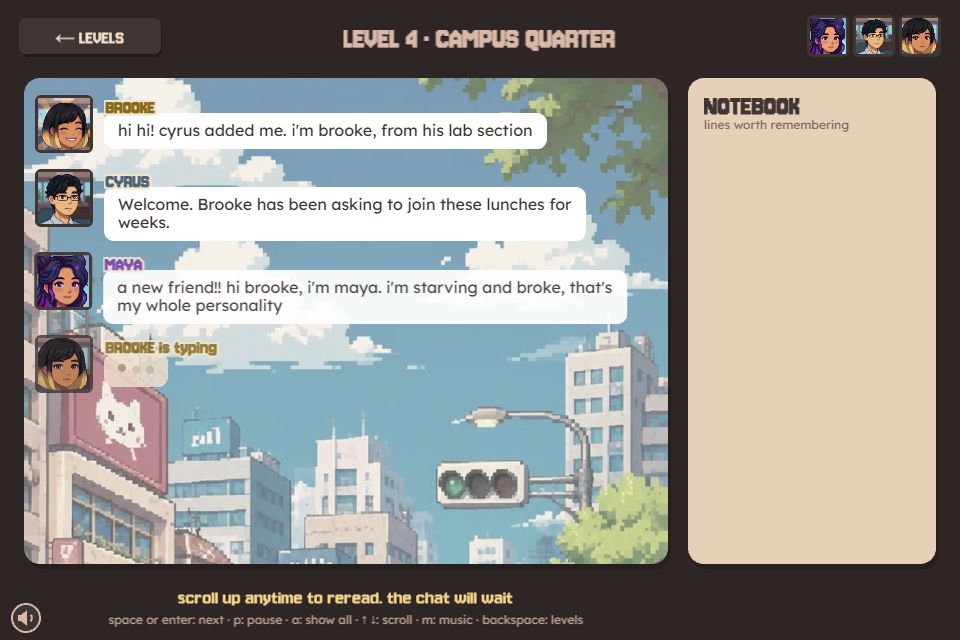 ← LEVELS
LEVEL 4 · CAMPUS QUARTER
BROOKE
hi hi! cyrus added me. i'm brooke, from his lab section
CYRUS
Welcome. Brooke has been asking to join these lunches for
weeks.
MAYA
a new friend!! hi brooke, i'm maya. i'm starving and broke, that's
my whole personality
BROOKE is typing
NOTEBOOK
lines worth remembering
scroll up anytime to reread. the chat will wait
space or enter: next · p: pause · a: show all · ↑ ↓: scroll · m: music · backspace: levels